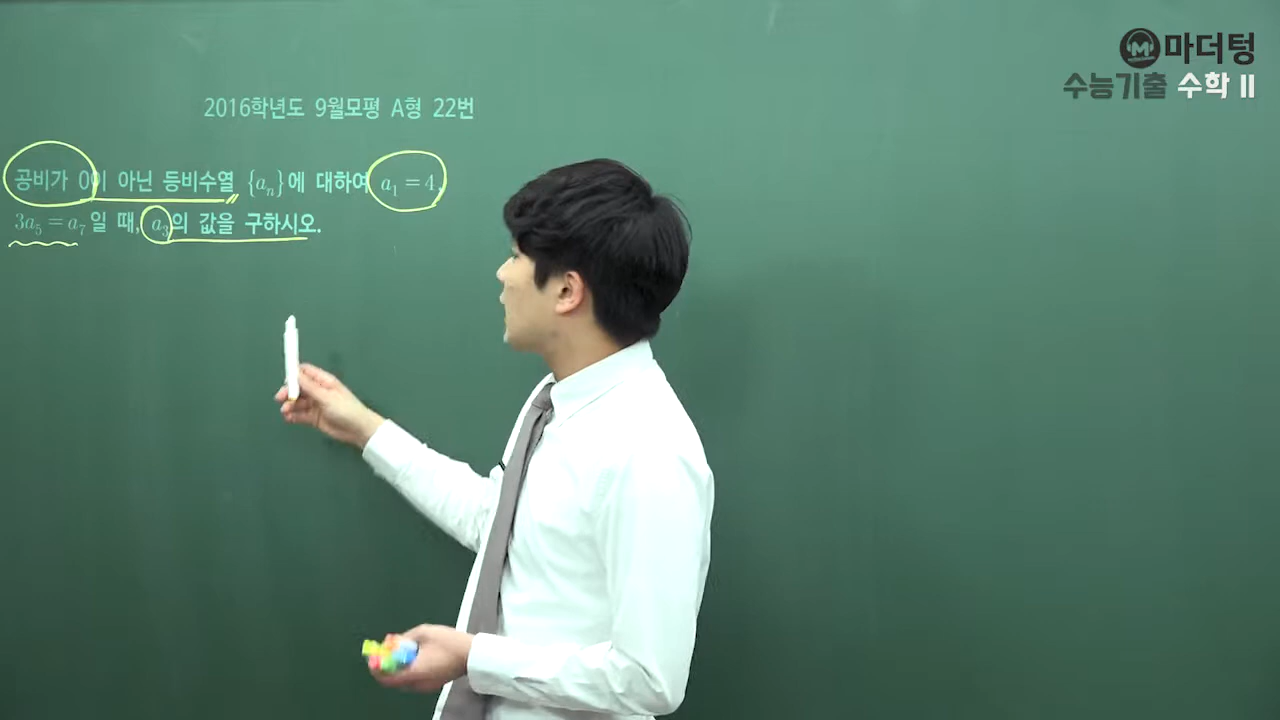 마더텅
수능기출 수학 II
2016학년도 9월모평 A형 22번
공비가 0이 아닌 등비수열 {aₙ}에 대하여 a₁ = 4,
3a₅ = a₇ 일 때, a₃의 값을 구하시오.